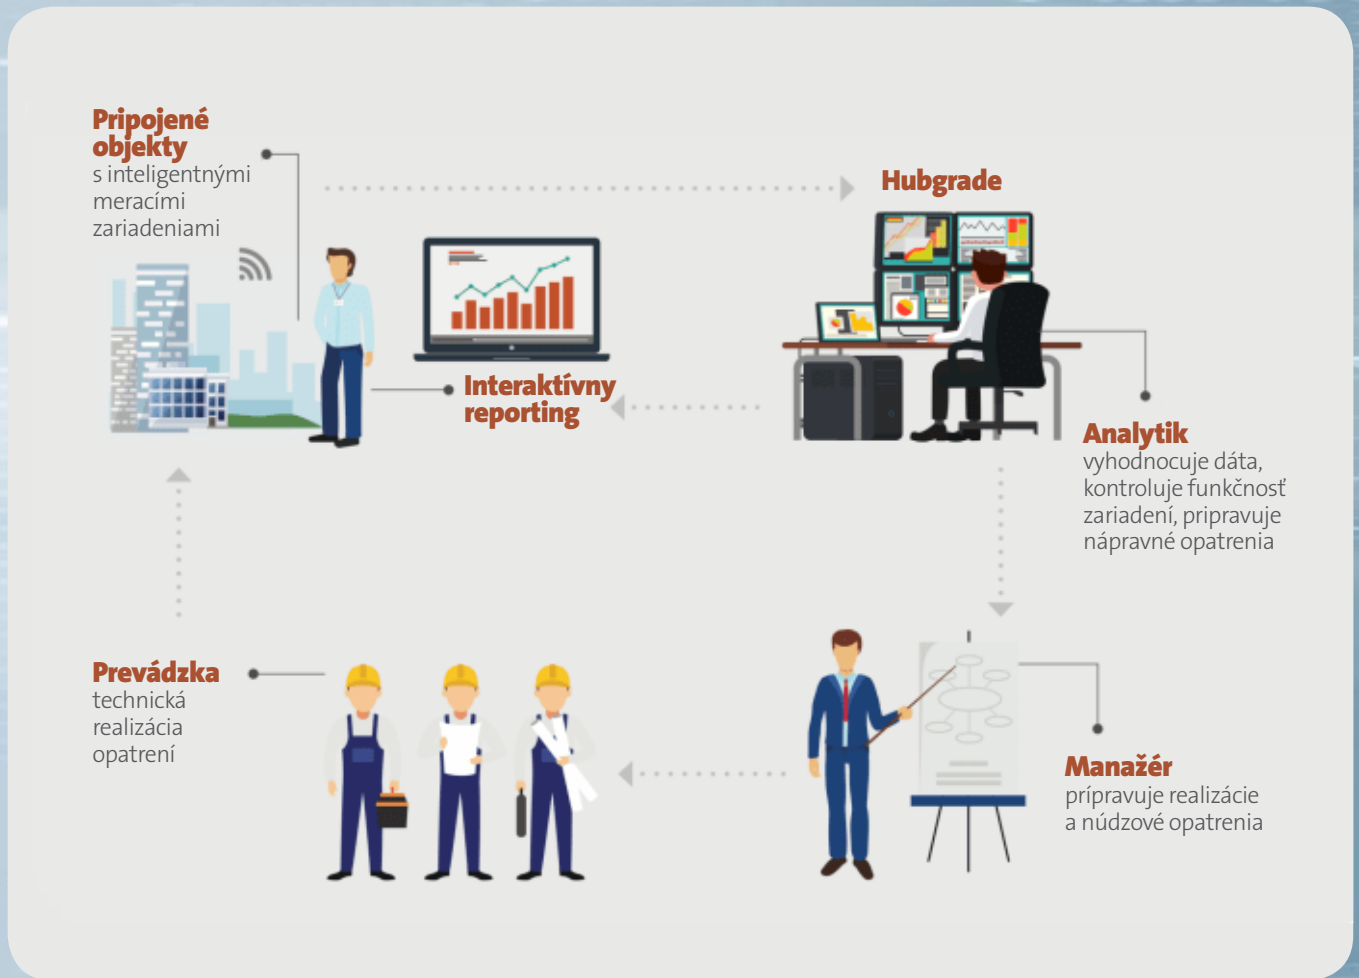 Pripojené
objekty
s inteligentnými
meracími
zariadeniami
Hubgrade
Interaktívny
reporting
Analytik
vyhodnocuje dáta,
kontroluje funkčnosť
zariadení, pripravuje
nápravné opatrenia
Prevádzka
technická
realizácia
opatrení
Manažér
prípravuje realizácie
a núdzové opatrenia